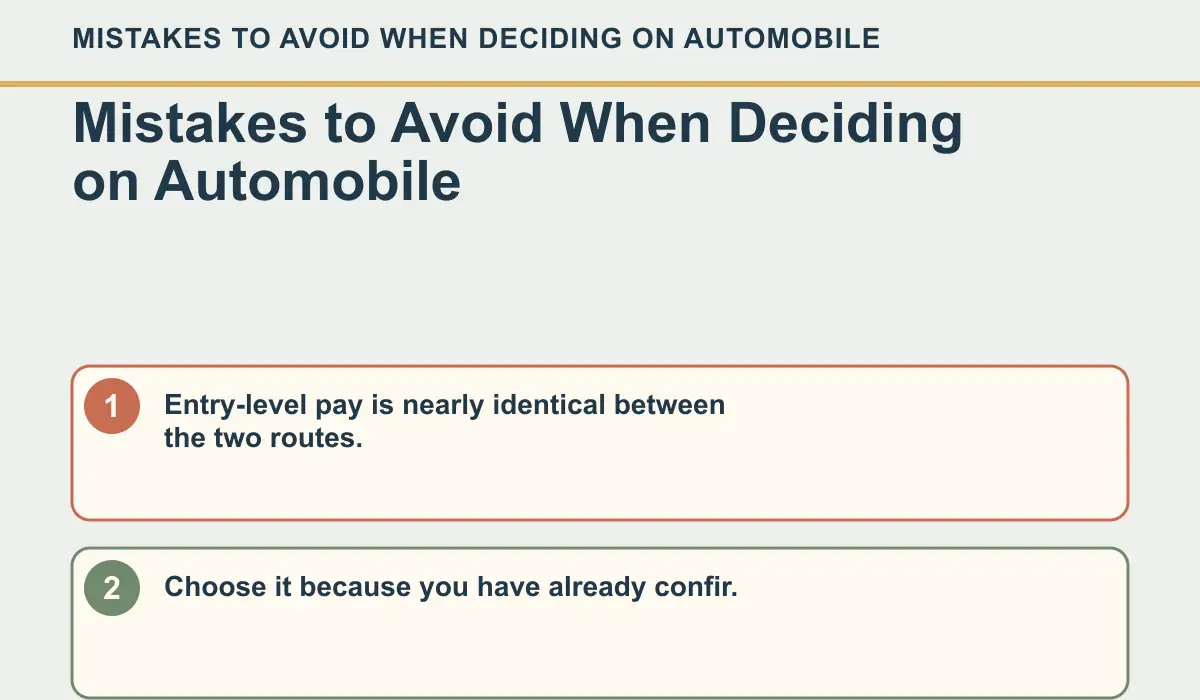 MISTAKES TO AVOID WHEN DECIDING ON AUTOMOBILE
Mistakes to Avoid When Deciding
on Automobile
1
Entry-level pay is nearly identical between
the two routes.
2
Choose it because you have already confir.